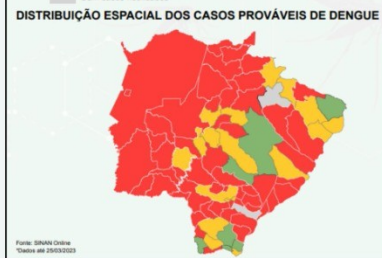 DISTRIBUIÇÃO ESPACIAL DOS CASOS PROVÁVEIS DE DENGUE
Fonte: SINAN Online
*Dados até 25/03/2023